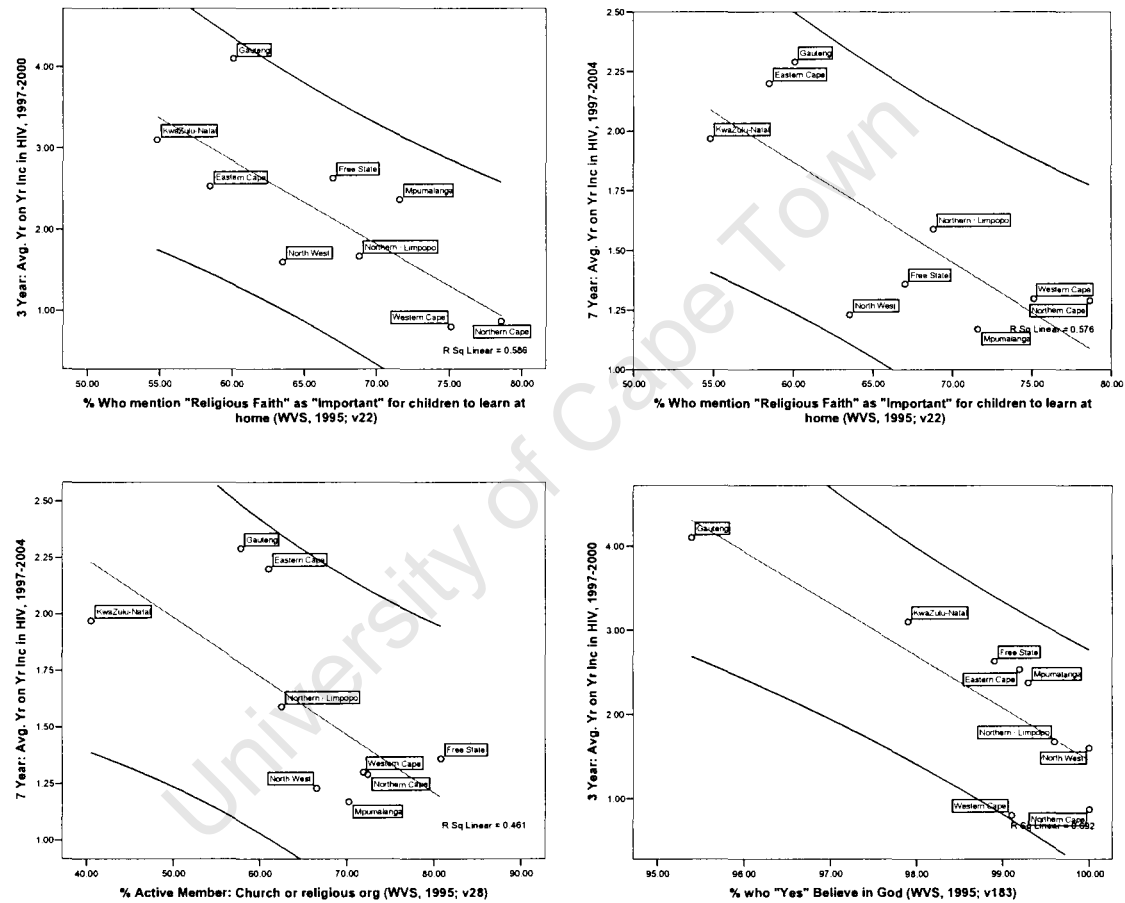 4.00
3.00
2.00
1.00
3 Year: Avg. Yr on Yr Inc in HIV, 1997-2000
Gauteng
KwaZulu-Natal
Eastern Cape
Free State
Mpumalanga
North West
Northern - Limpopo
Western Cape
Northern Cape
R Sq Linear = 0.586
50.00 55.00 60.00 65.00 70.00 75.00 80.00
% Who mention "Religious Faith" as "Important" for children to learn at
home (WVS, 1995; v22)
2.50
2.25
2.00
1.75
1.50
1.25
1.00
7 Year: Avg. Yr on Yr Inc in HIV, 1997-2004
Gauteng
Eastern Cape
KwaZulu-Natal
Northern - Limpopo
Free State
Western Cape
North West
Northern Cape
R Sq Linear = 0.576
Mpumalanga
50.00 55.00 60.00 65.00 70.00 75.00 80.00
% Who mention "Religious Faith" as "Important" for children to learn at
home (WVS, 1995; v22)
2.50
2.25
2.00
1.75
1.50
1.25
1.00
7 Year: Avg. Yr on Yr Inc in HIV, 1997-2004
Gauteng
Eastern Cape
KwaZulu-Natal
Northern - Limpopo
Free State
Western Cape
North West
Northern Cape
Mpumalanga
R Sq Linear = 0.461
40.00 50.00 60.00 70.00 80.00 90.00
% Active Member: Church or religious org (WVS, 1995; v28)
4.00
3.00
2.00
1.00
3 Year: Avg. Yr on Yr Inc in HIV, 1997-2000
Gauteng
KwaZulu-Natal
Free State
Eastern Cape
Mpumalanga
Northern - Limpopo
North West
Western Cape
Northern Cape
R Sq Linear = 0.692
95.00 96.00 97.00 98.00 99.00 100.00
% who "Yes" Believe in God (WVS, 1995; v183)
University of Cape Town